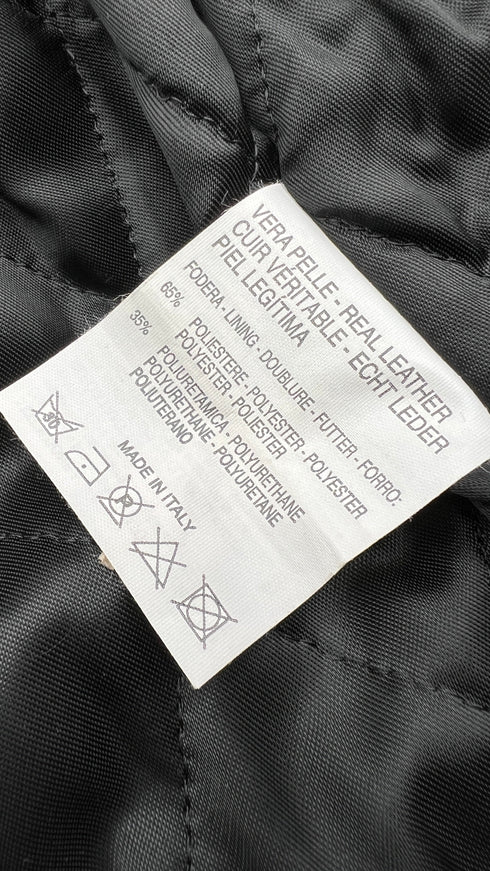 VERA PELLE - REAL LEATHER
CUIR VÉRITABLE - ECHT LEDER
PIEL LEGÍTIMA
FODERA - LINING - DOUBLURE - FUTTER - FORRO:
65% POLIESTERE - POLYESTER - POLYESTER
POLYESTER - POLIESTER
35% POLIURETAMICA - POLYURETHANE
POLYURETHANE - POLYURETANE
POLIUTERANO
MADE IN ITALY